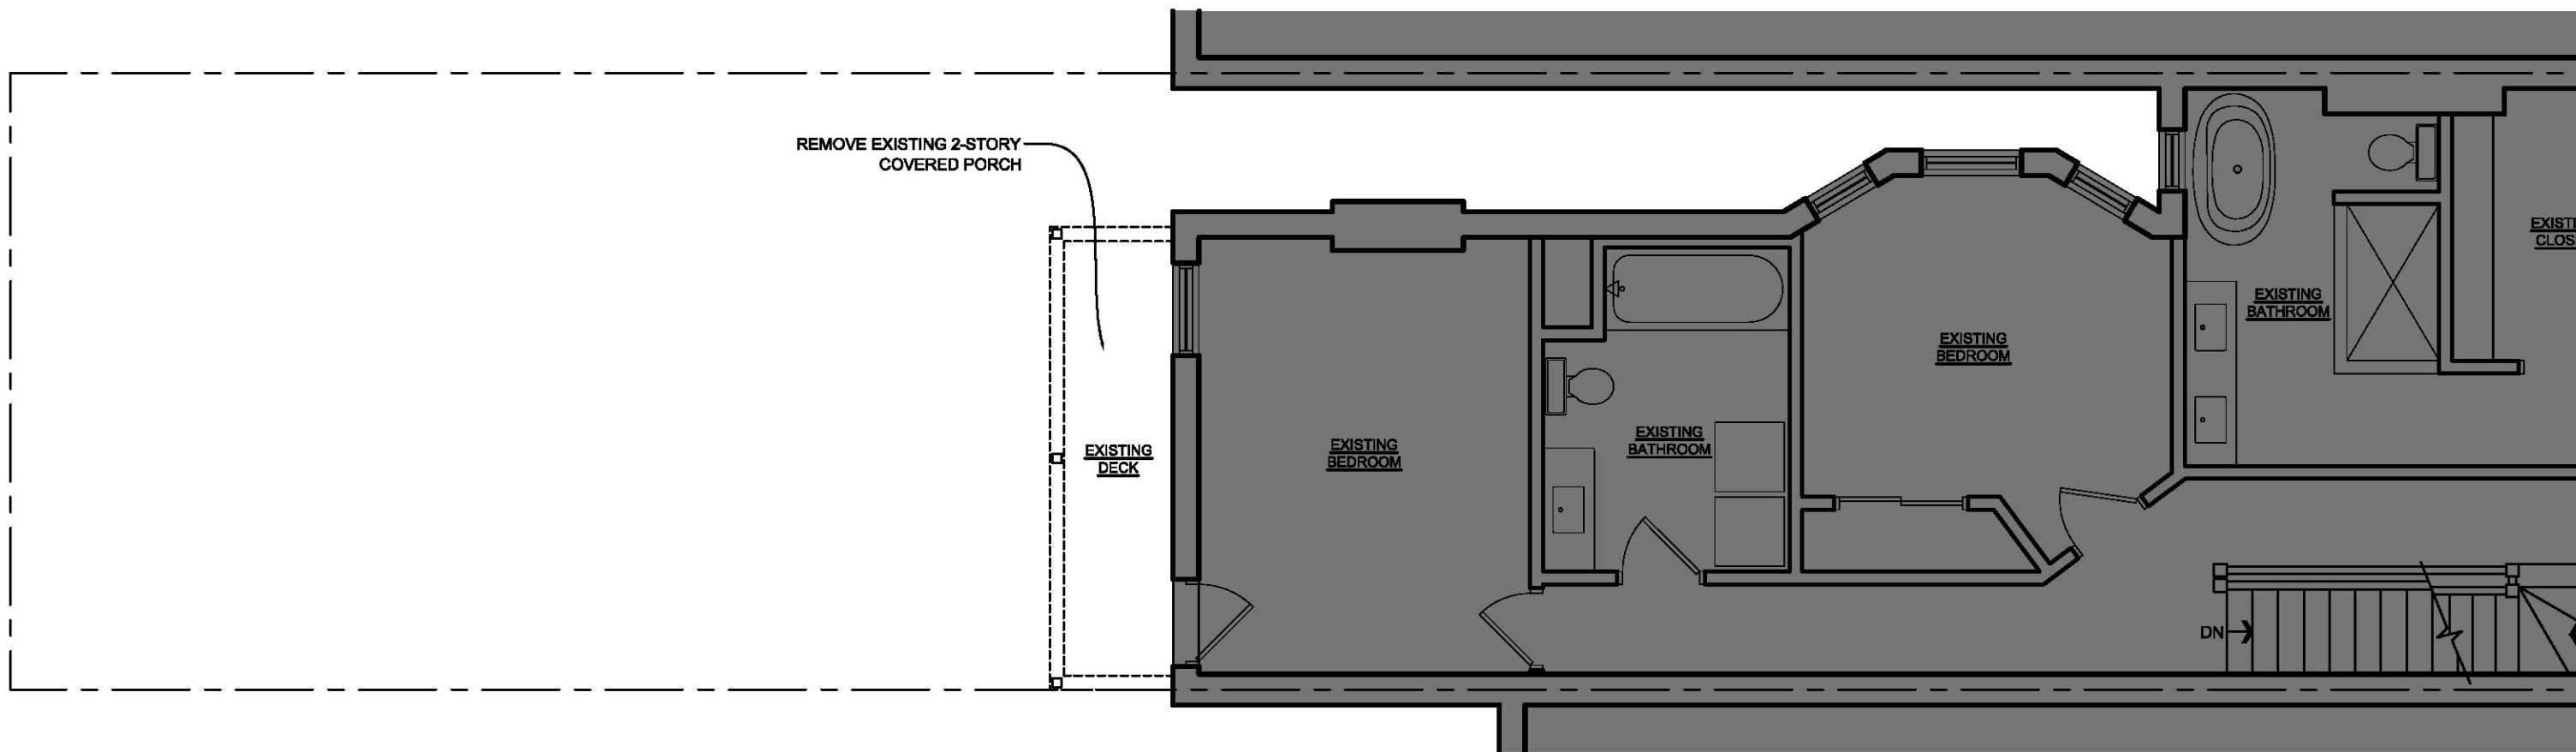 REMOVE EXISTING 2-STORY
COVERED PORCH
EXISTING
DECK
EXISTING
BEDROOM
EXISTING
BATHROOM
EXISTING
BEDROOM
EXISTING
BATHROOM
DN